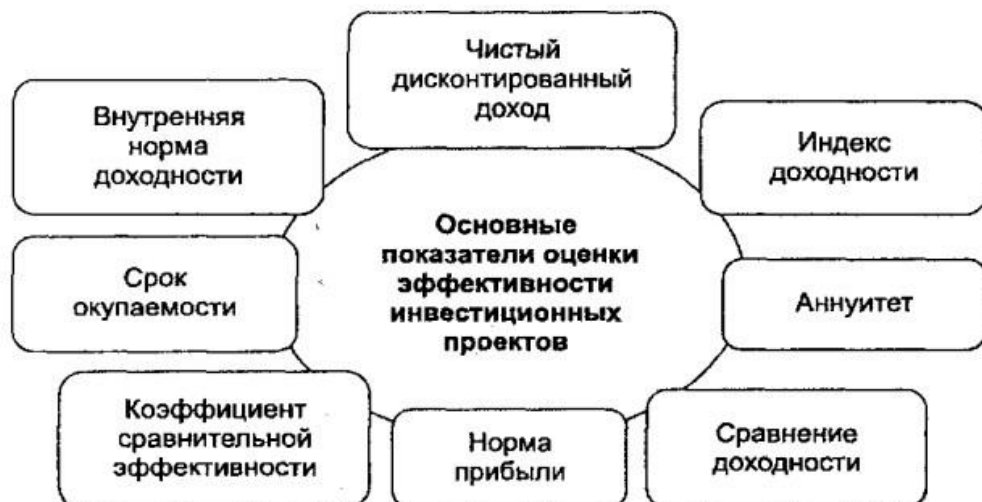 Чистый
дисконтированный
доход
Внутренняя
норма
доходности
Индекс
доходности
Основные
показатели оценки
эффективности
инвестиционных
проектов
Срок
окупаемости
Аннуитет
Коэффициент
сравнительной
эффективности
Норма
прибыли
Сравнение
доходности